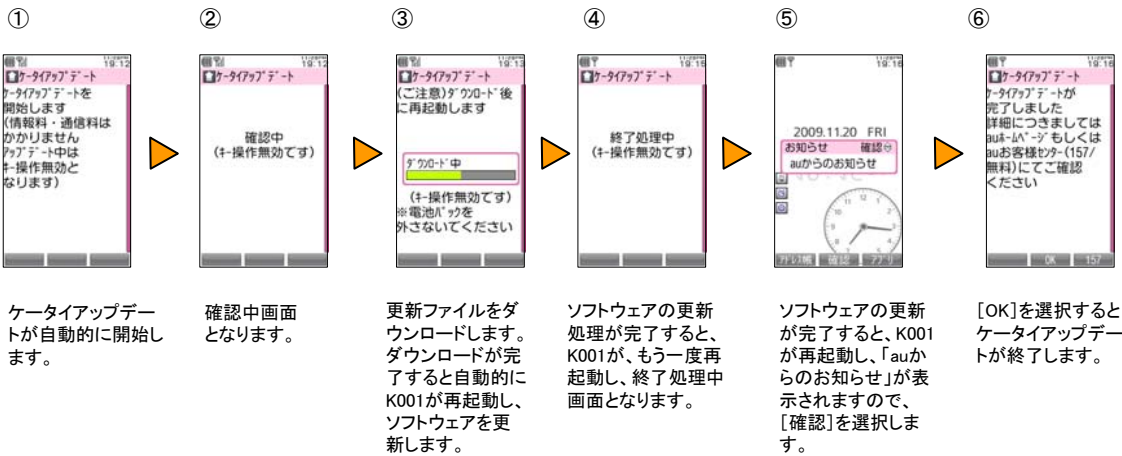 ①
②
③
④
⑤
⑥
19:12
ケータイアップデート
ケータイアップデートを
開始します
(情報料・通信料は
かかりません
アップデート中は
キー操作無効と
なります)
19:12
ケータイアップデート
確認中
(キー操作無効です)
19:13
ケータイアップデート
(ご注意)ダウンロード後
に再起動します
ダウンロード中
(キー操作無効です)
※電池パックを
外さないでください
19:15
ケータイアップデート
終了処理中
(キー操作無効です)
19:16
2009.11.20 FRI
お知らせ 確認
auからのお知らせ
アドレス帳 確認 アプリ
19:16
ケータイアップデート
ケータイアップデートが
完了しました
詳細につきましては
auホームページもしくは
auお客様センター(157/
無料)にてご確認
ください
OK 157
ケータイアップデー
トが自動的に開始し
ます。
確認中画面
となります。
更新ファイルをダ
ウンロードします。
ダウンロードが完
了すると自動的に
K001が再起動し、
ソフトウェアを更
新します。
ソフトウェアの更新
処理が完了すると、
K001が、もう一度再
起動し、終了処理中
画面となります。
ソフトウェアの更新
が完了すると、K001
が再起動し、「auか
らのお知らせ」が表
示されますので、
[確認]を選択しま
す。
[OK]を選択すると
ケータイアップデー
トが終了します。